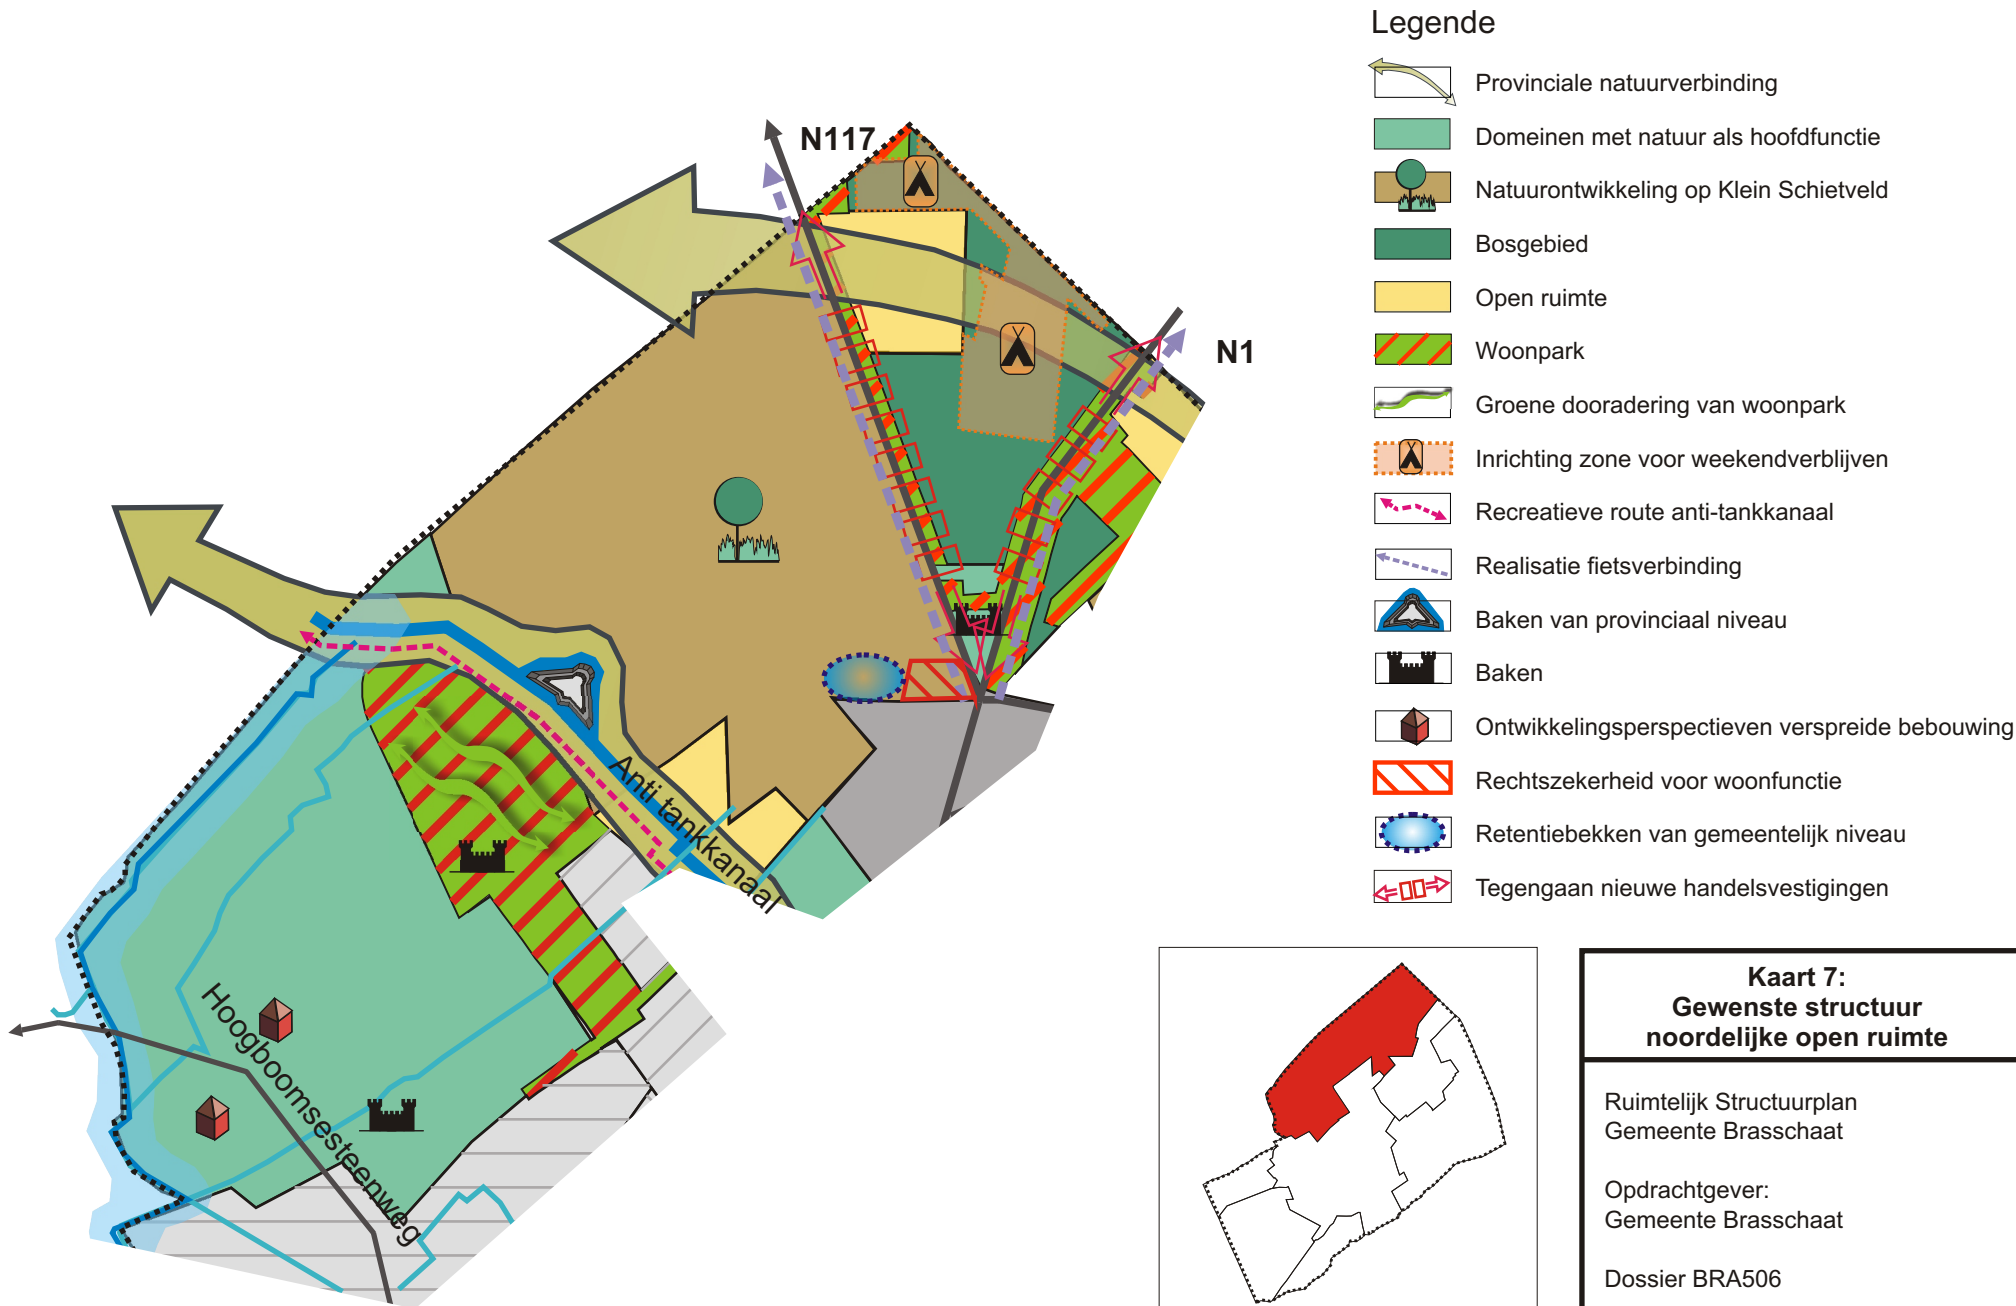 Legende
Provinciale natuurverbinding
Domeinen met natuur als hoofdfunctie
Natuurontwikkeling op Klein Schietveld
Bosgebied
Open ruimte
Woonpark
Groene dooradering van woonpark
Inrichting zone voor weekendverblijven
Recreatieve route anti-tankkanaal
Realisatie fietsverbinding
Baken van provinciaal niveau
Baken
Ontwikkelingsperspectieven verspreide bebouwing
Rechtszekerheid voor woonfunctie
Retentiebekken van gemeentelijk niveau
Tegengaan nieuwe handelsvestigingen
N117
N1
Anti tankkanaal
Hoogboomsesteenweg
Kaart 7:
Gewenste structuur
noordelijke open ruimte
Ruimtelijk Structuurplan
Gemeente Brasschaat
Opdrachtgever:
Gemeente Brasschaat
Dossier BRA506